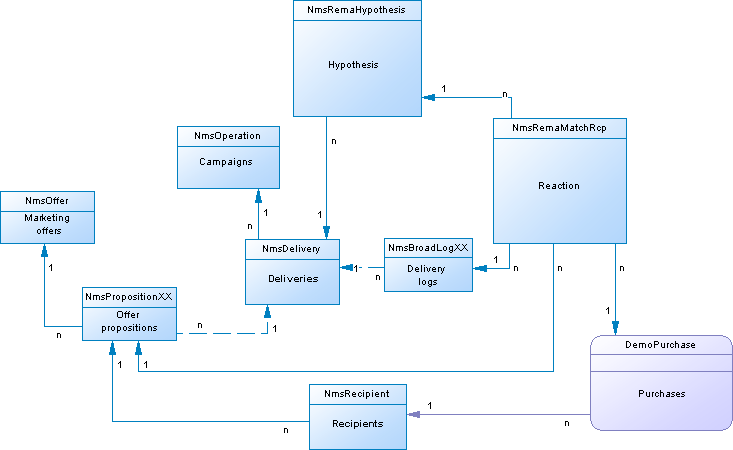 NmsRemaHypothesis
Hypothesis
1
n
n
NmsRemaMatchRcp
Reaction
NmsOperation
Campaigns
1
n
1
NmsOffer
Marketing
offers
1
n
NmsDelivery
Deliveries
1
n
NmsBroadLogXX
Delivery
logs
1
n
n
n
NmsPropositionXX
Offer
propositions
n
1
1
DemoPurchase
Purchases
1
1
NmsRecipient
Recipients
n
1
n